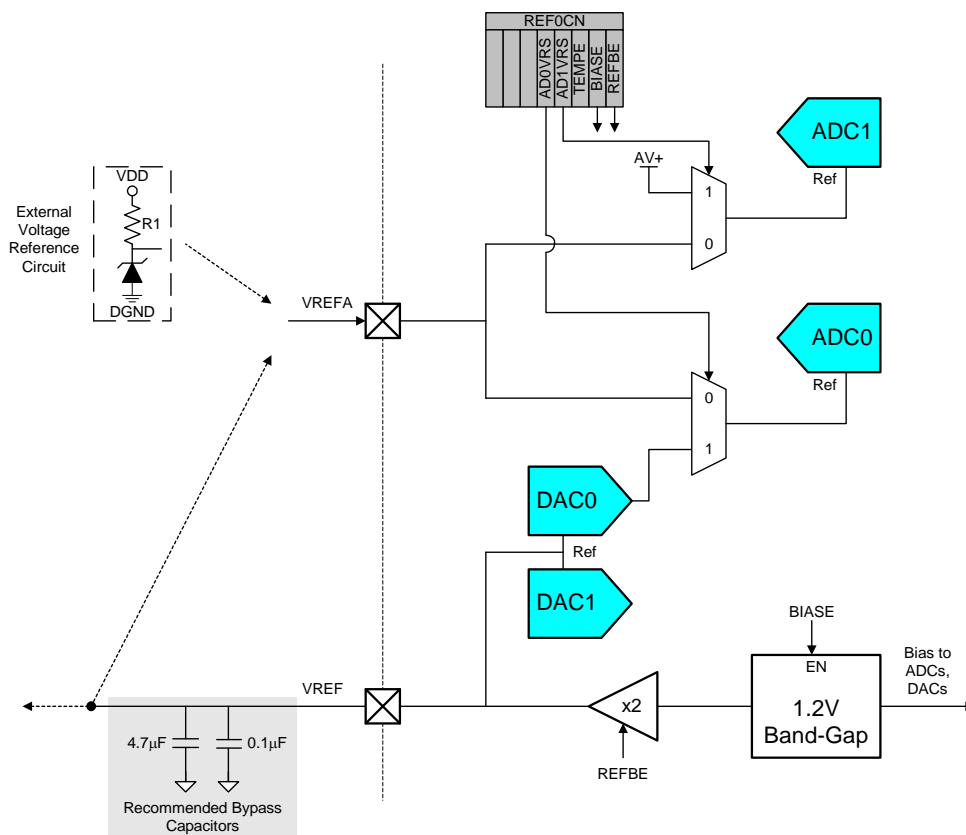 REF0CN
AD0VRS
AD1VRS
TEMPE
BIASE
REFBE
ADC1
Ref
AV+
1
0
VDD
R1
DGND
External
Voltage
Reference
Circuit
VREFA
ADC0
Ref
0
1
DAC0
Ref
DAC1
BIASE
EN
1.2V
Band-Gap
Bias to
ADCs,
DACs
x2
REFBE
VREF
4.7µF
0.1µF
Recommended Bypass
Capacitors